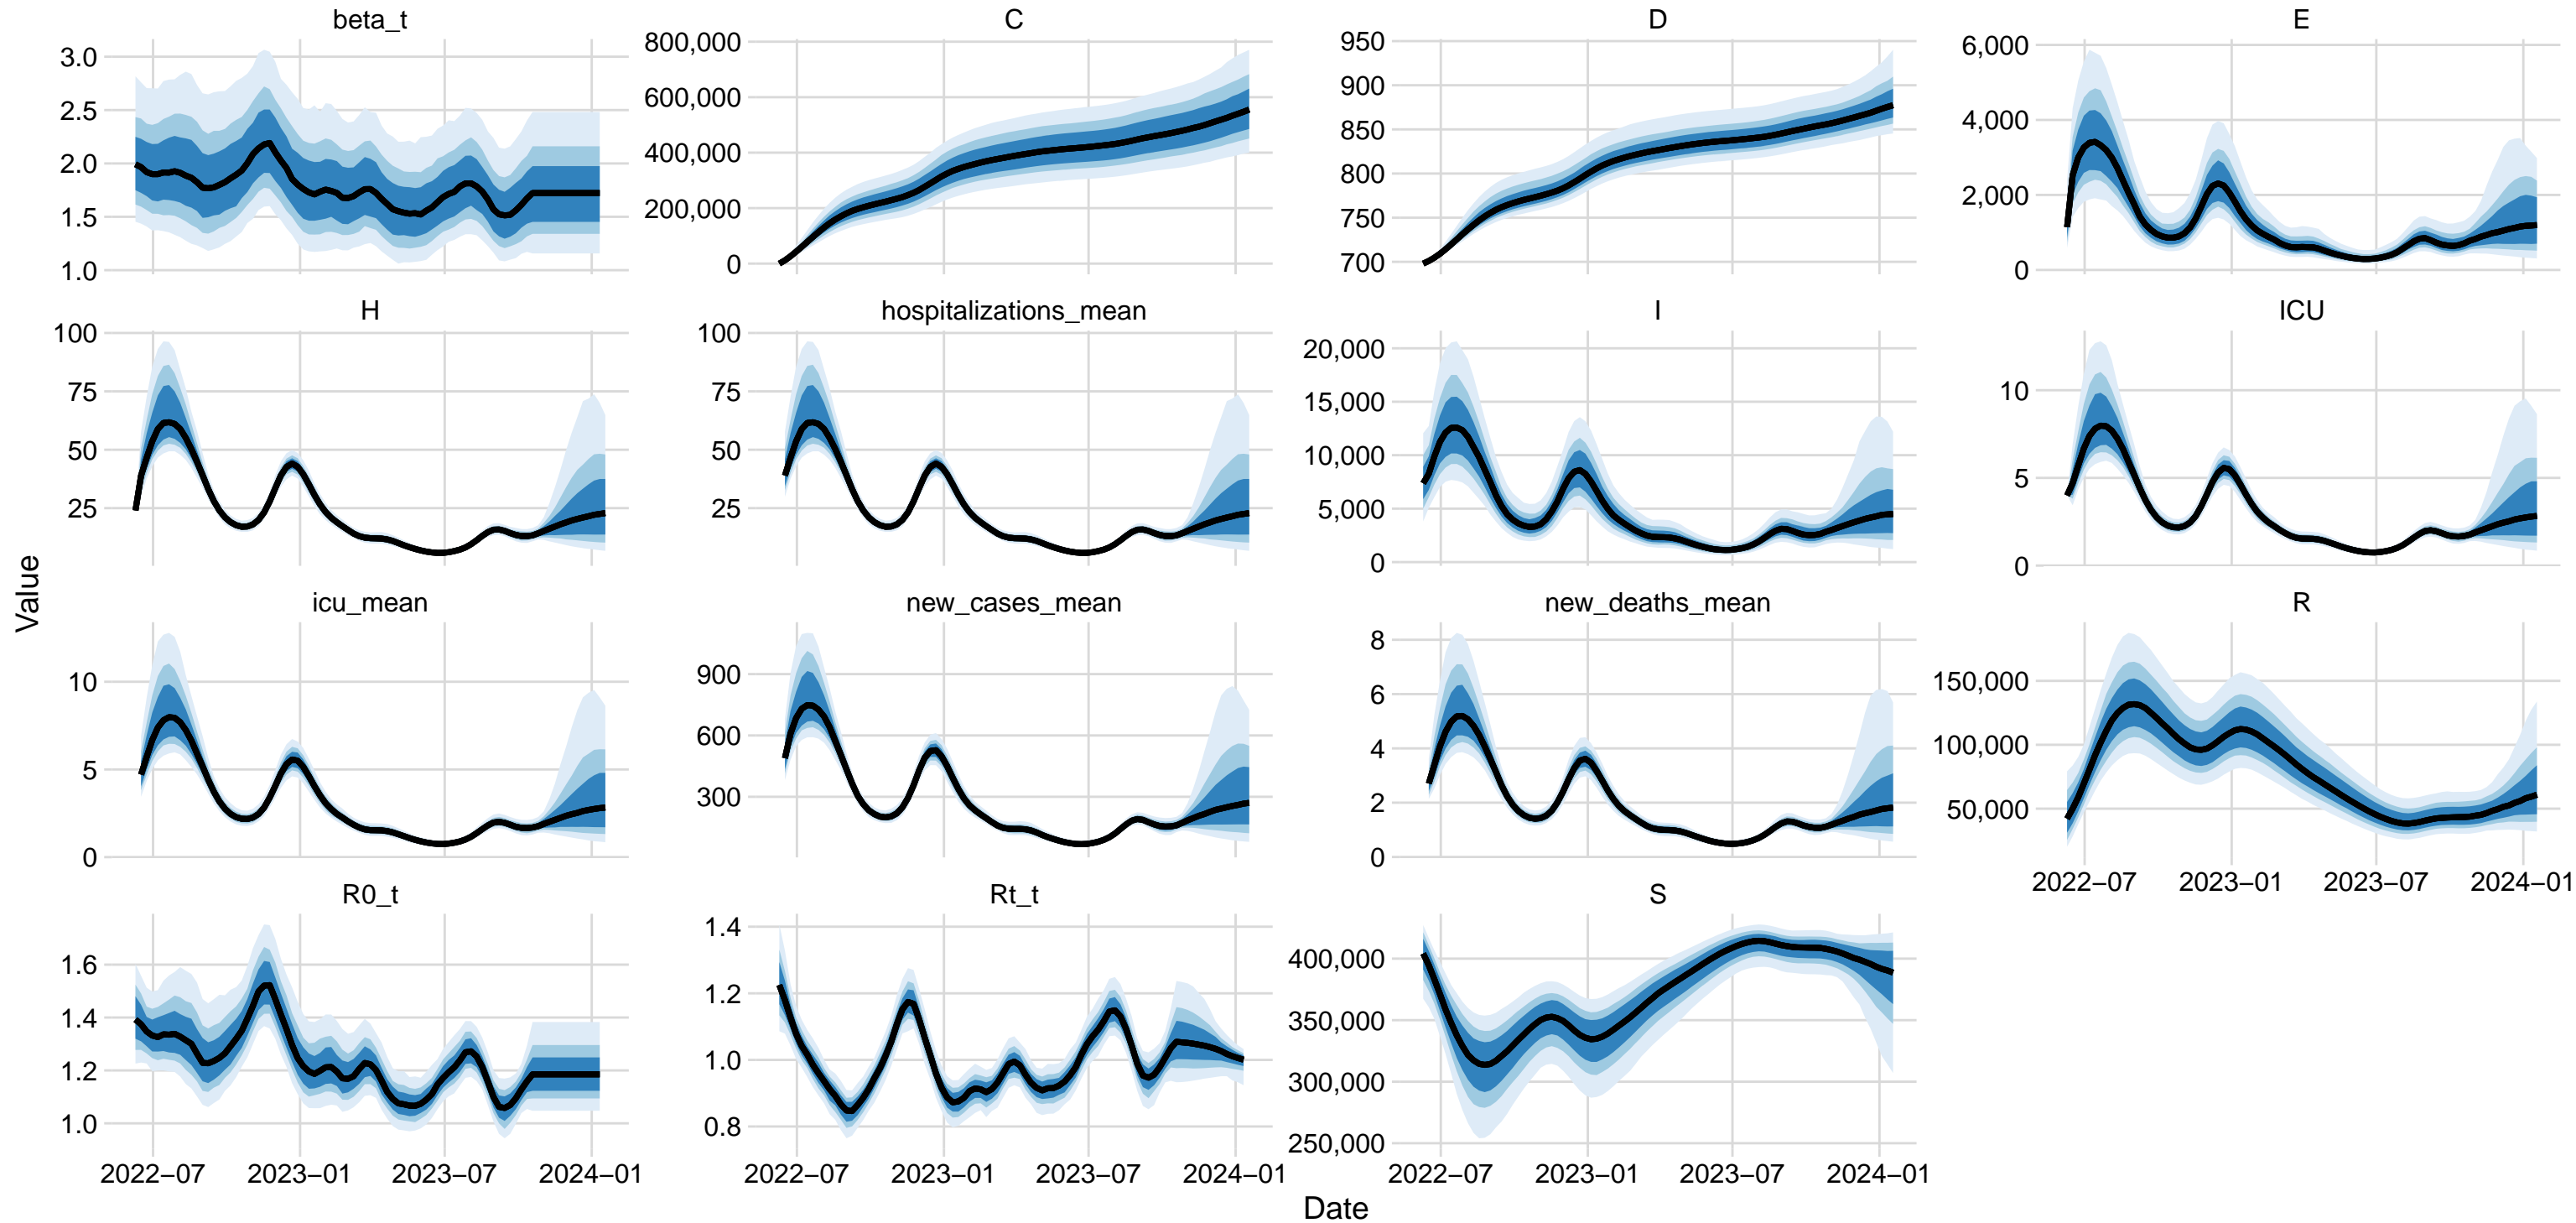 beta_t
C
D
E
3.0
2.5
2.0
1.5
1.0
800,000
600,000
400,000
200,000
0
950
900
850
800
750
700
6,000
4,000
2,000
0
H
hospitalizations_mean
I
ICU
100
75
50
25
100
75
50
25
20,000
15,000
10,000
5,000
0
10
5
0
Value
icu_mean
new_cases_mean
new_deaths_mean
R
10
5
0
900
600
300
8
6
4
2
0
150,000
100,000
50,000
2022−07 2023−01 2023−07 2024−01
R0_t
Rt_t
S
1.6
1.4
1.2
1.0
1.4
1.2
1.0
0.8
400,000
350,000
300,000
250,000
2022−07 2023−01 2023−07 2024−01
2022−07 2023−01 2023−07 2024−01
2022−07 2023−01 2023−07 2024−01
Date